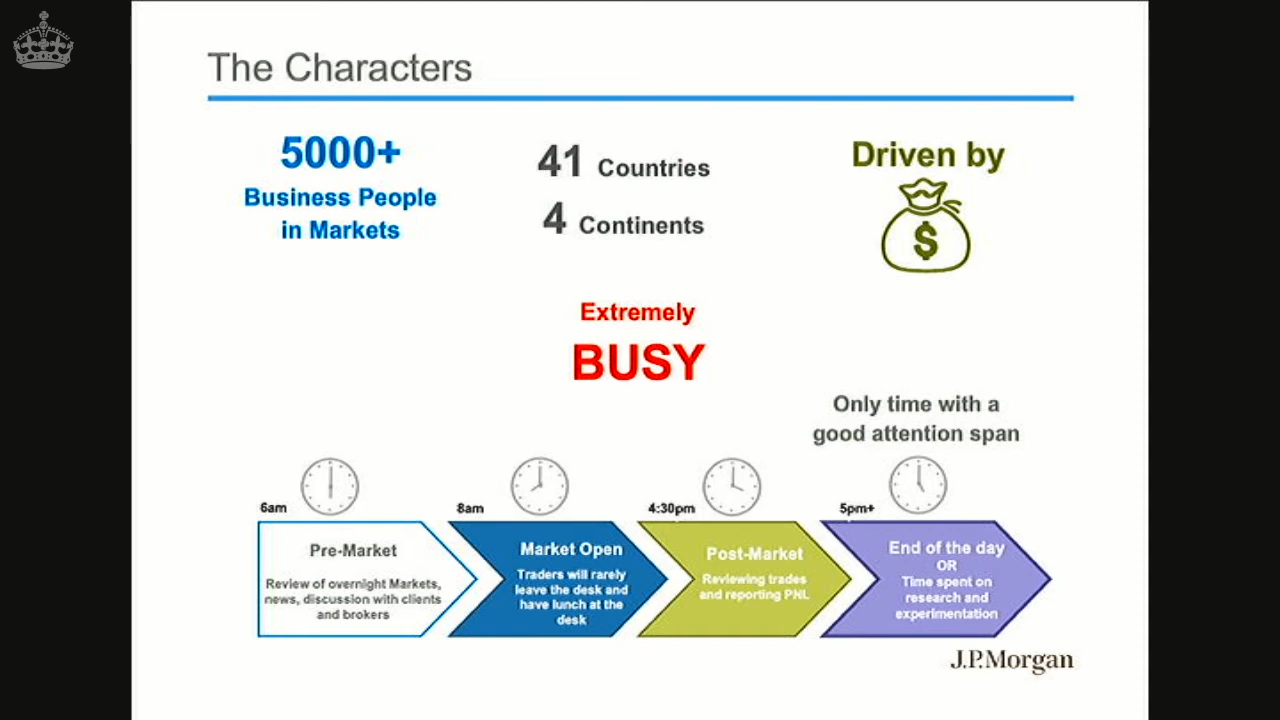 The Characters
5000+
Business People
in Markets
41 Countries
4 Continents
Driven by
$
Extremely
BUSY
Only time with a
good attention span
6am
Pre-Market
Review of overnight Markets,
news, discussion with clients
and brokers
8am
Market Open
Traders will rarely
leave the desk and
have lunch at the
desk
4:30pm
Post-Market
Reviewing trades
and reporting PNL
5pm+
End of the day
OR
Time spent on
research and
experimentation
J.P.Morgan